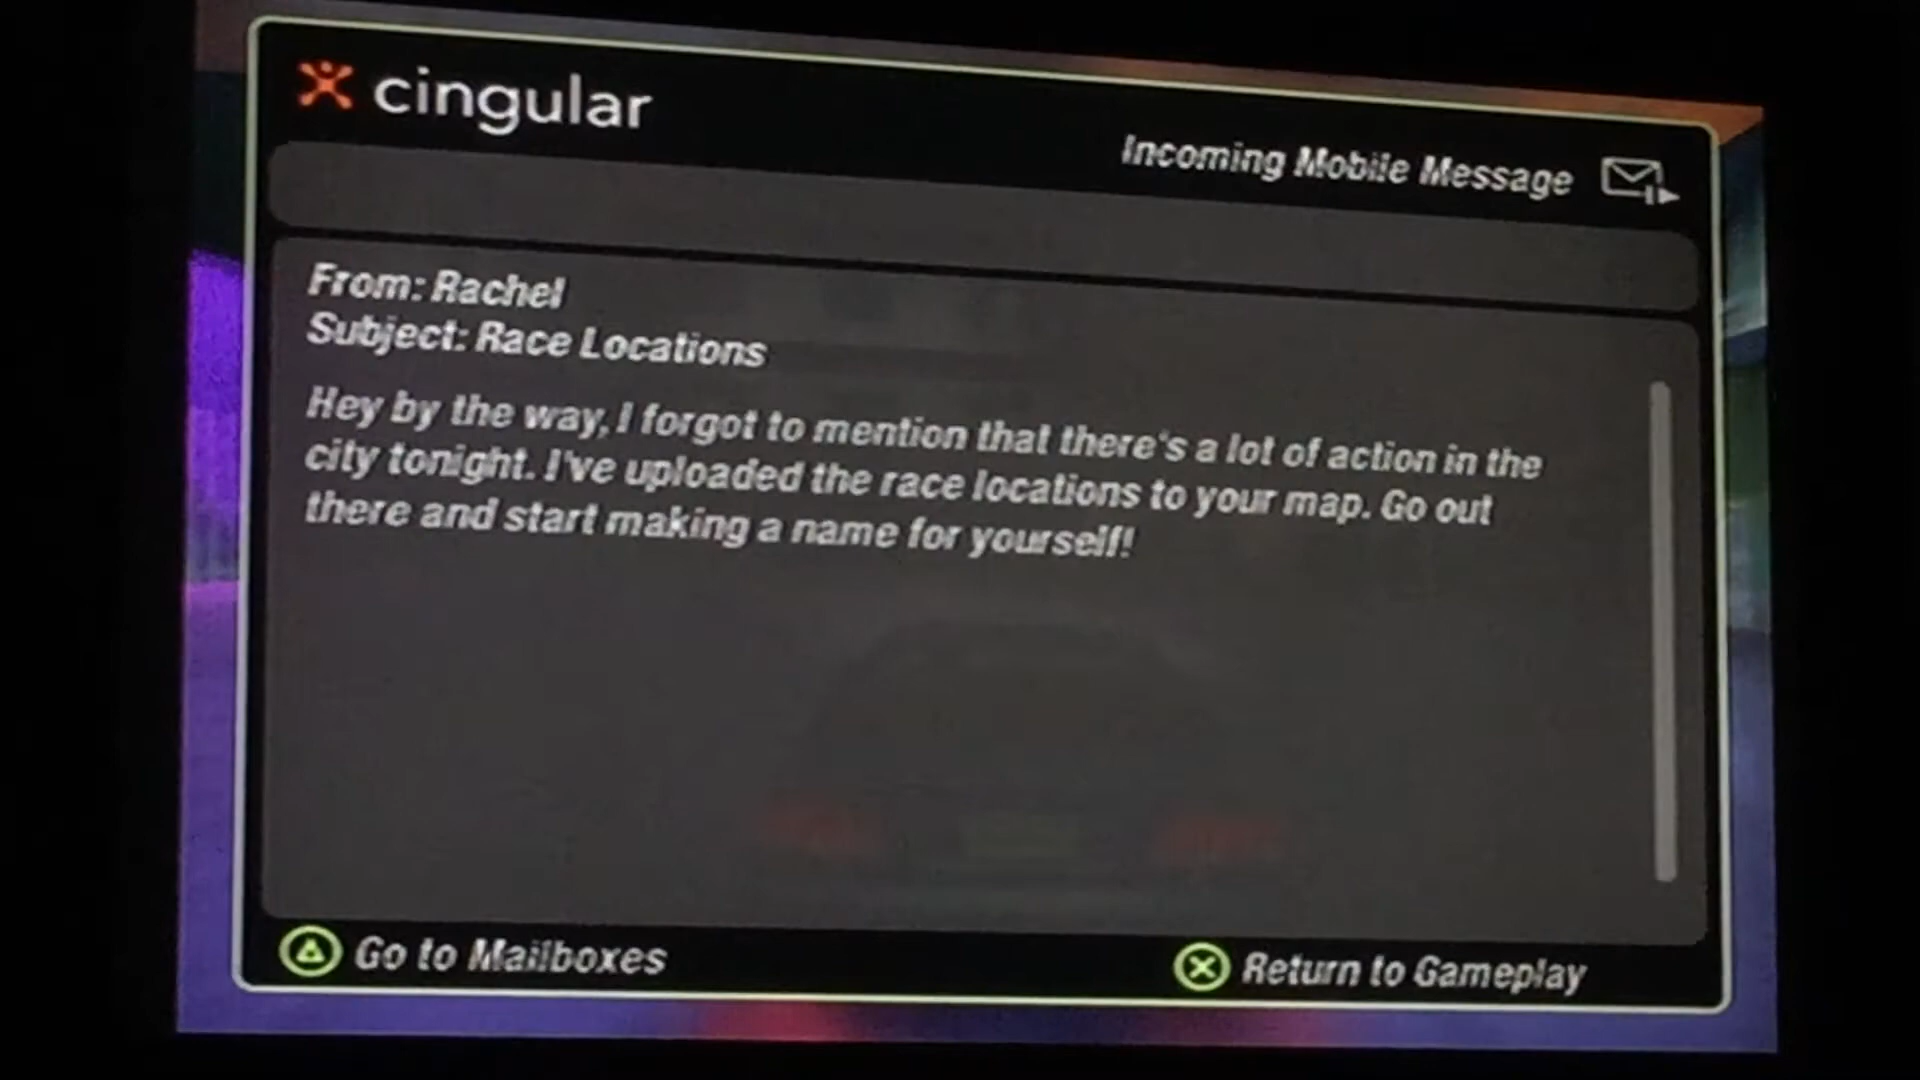 cingular
Incoming Mobile Message
From: Rachel
Subject: Race Locations
Hey by the way, I forgot to mention that there's a lot of action in the
city tonight. I've uploaded the race locations to your map. Go out
there and start making a name for yourself!
Go to Mailboxes
Return to Gameplay